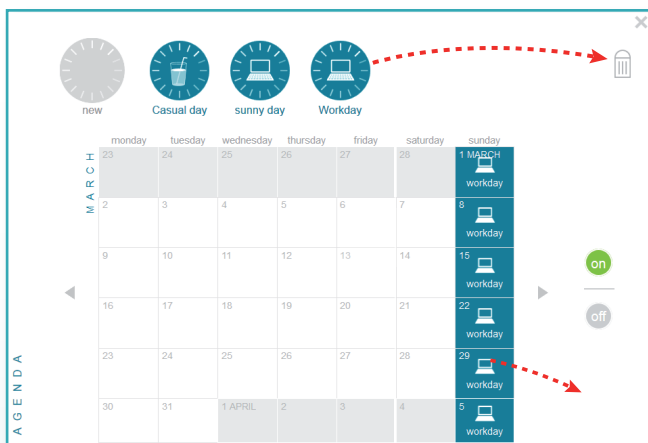 new
Casual day
sunny day
Workday
monday tuesday wednesday thursday friday saturday sunday
MARCH
23 24 25 26 27 28 1 MARCH
workday
2 3 4 5 6 7 8
workday
9 10 11 12 13 14 15
workday
on
16 17 18 19 20 21 22
workday
off
23 24 25 26 27 28 29
workday
30 31 1 APRIL 2 3 4 5
workday
AGENDA